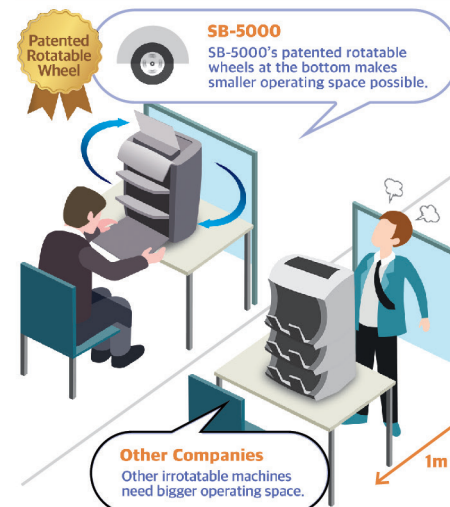 Patented
Rotatable
Wheel
SB-5000
SB-5000's patented rotatable
wheels at the bottom makes
smaller operating space possible.
Other Companies
Other irrotatable machines
need bigger operating space.
1m